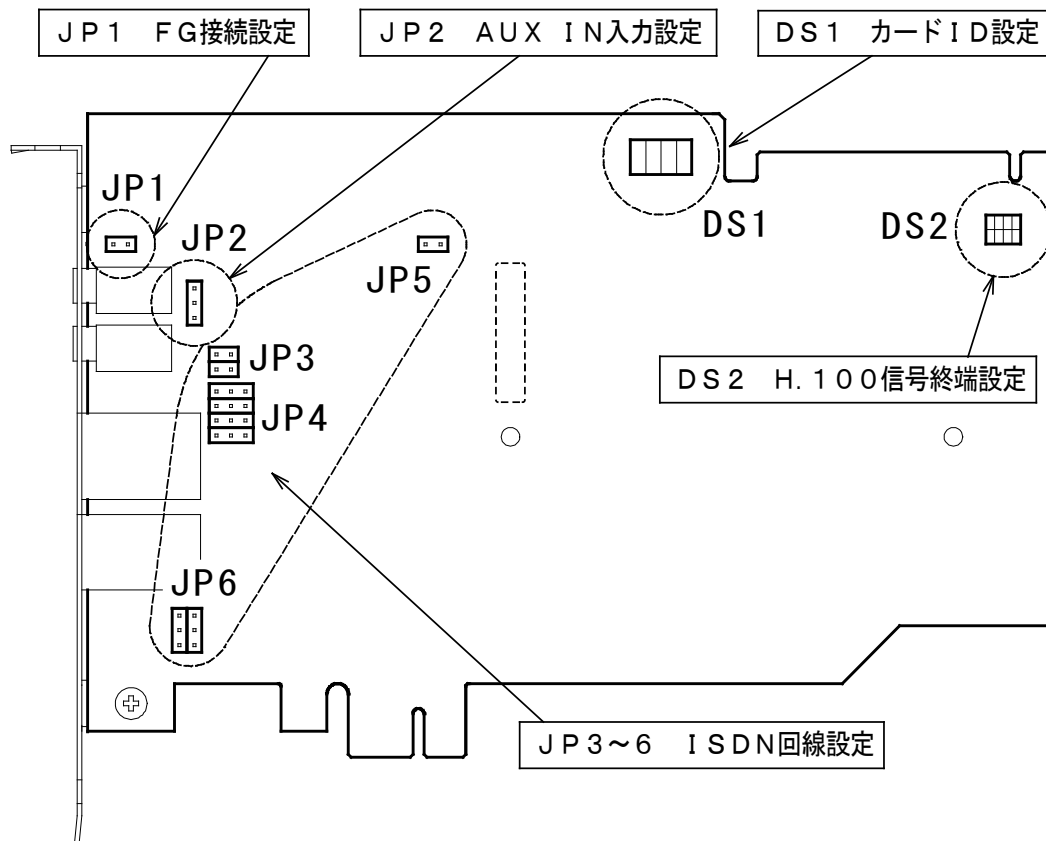 JP1 FG接続設定
JP2 AUX IN入力設定
DS1 カードID設定
JP1
JP2
JP5
DS1
DS2
JP3
JP4
DS2 H.100信号終端設定
JP6
JP3~6 ISDN回線設定